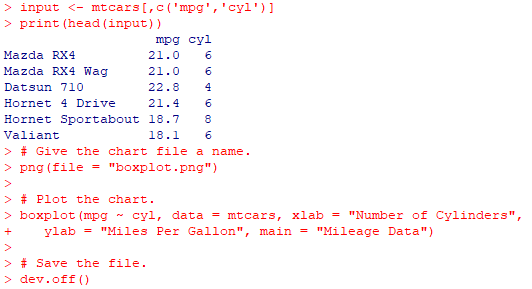 > input <- mtcars[,c('mpg','cyl')]
> print(head(input))
                   mpg cyl
Mazda RX4         21.0   6
Mazda RX4 Wag     21.0   6
Datsun 710        22.8   4
Hornet 4 Drive    21.4   6
Hornet Sportabout 18.7   8
Valiant           18.1   6
> # Give the chart file a name.
> png(file = "boxplot.png")
>
> # Plot the chart.
> boxplot(mpg ~ cyl, data = mtcars, xlab = "Number of Cylinders",
+    ylab = "Miles Per Gallon", main = "Mileage Data")
>
> # Save the file.
> dev.off()